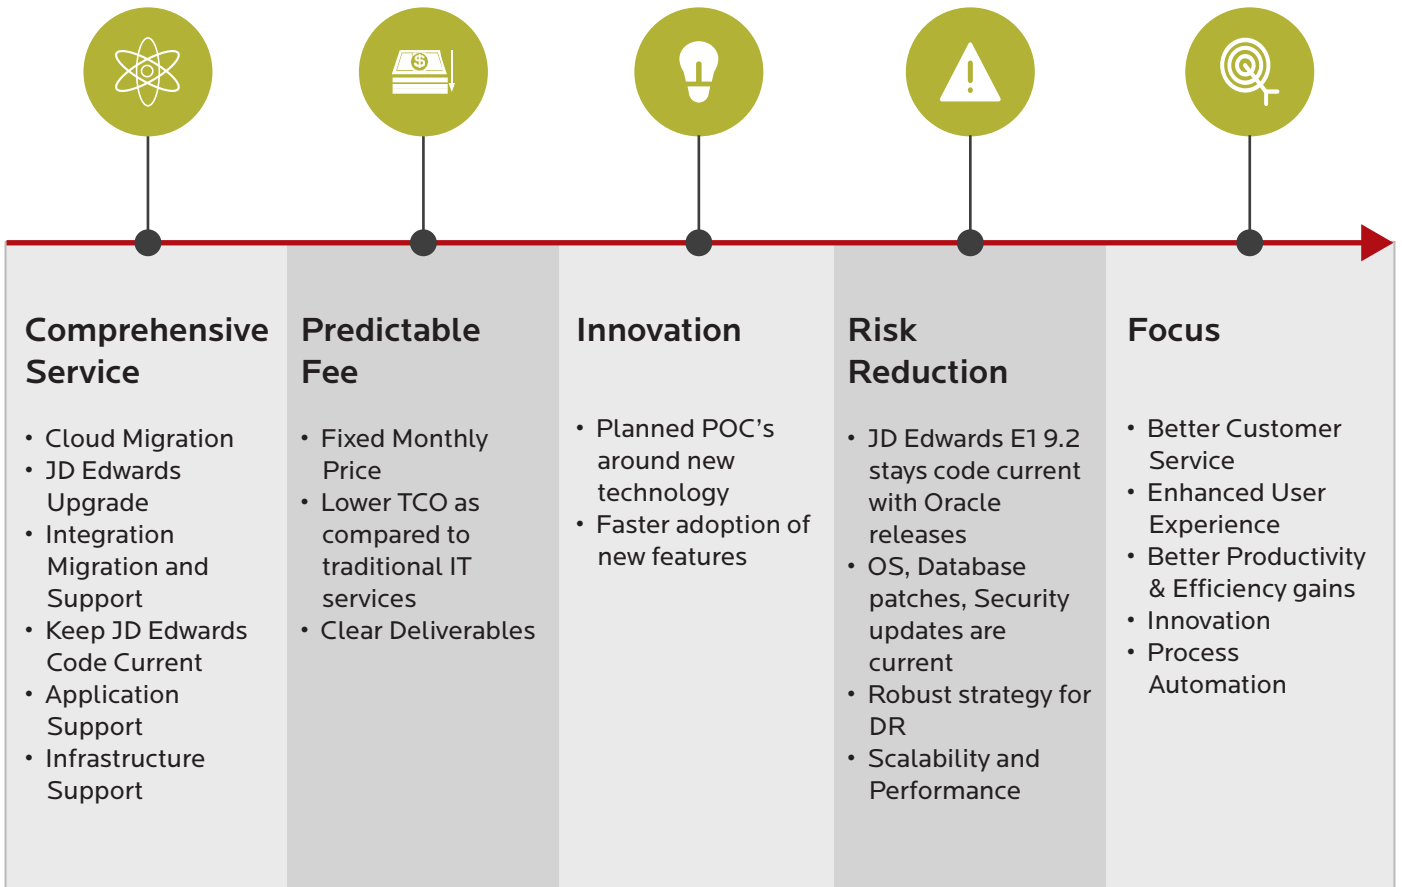 Comprehensive
Service
• Cloud Migration
• JD Edwards
Upgrade
• Integration
Migration and
Support
• Keep JD Edwards
Code Current
• Application
Support
• Infrastructure
Support
Predictable
Fee
• Fixed Monthly
Price
• Lower TCO as
compared to
traditional IT
services
• Clear Deliverables
Innovation
• Planned POC’s
around new
technology
• Faster adoption of
new features
Risk
Reduction
• JD Edwards E1 9.2
stays code current
with Oracle
releases
• OS, Database
patches, Security
updates are
current
• Robust strategy for
DR
• Scalability and
Performance
Focus
• Better Customer
Service
• Enhanced User
Experience
• Better Productivity
& Efficiency gains
• Innovation
• Process
Automation